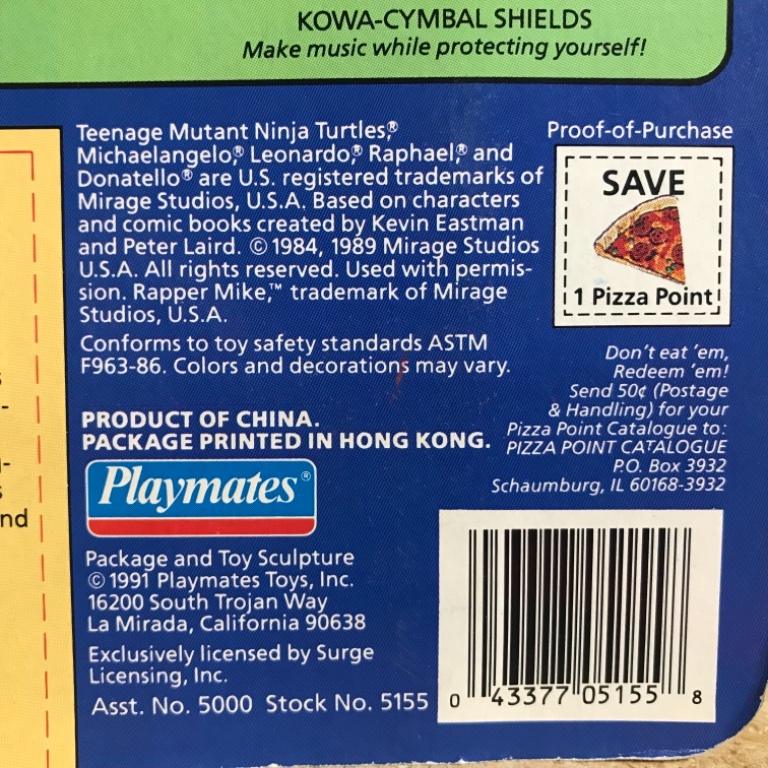 KOWA-CYMBAL SHIELDS
Make music while protecting yourself!
Teenage Mutant Ninja Turtles,®
Michaelangelo,® Leonardo,® Raphael,® and
Donatello® are U.S. registered trademarks of
Mirage Studios, U.S.A. Based on characters
and comic books created by Kevin Eastman
and Peter Laird. © 1984, 1989 Mirage Studios
U.S.A. All rights reserved. Used with permis-
sion. Rapper Mike,™ trademark of Mirage
Studios, U.S.A.
Conforms to toy safety standards ASTM
F963-86. Colors and decorations may vary.
PRODUCT OF CHINA.
PACKAGE PRINTED IN HONG KONG.
Playmates®
Package and Toy Sculpture
© 1991 Playmates Toys, Inc.
16200 South Trojan Way
La Mirada, California 90638
Exclusively licensed by Surge
Licensing, Inc.
Asst. No. 5000 Stock No. 5155
Proof-of-Purchase
SAVE
1 Pizza Point
Don't eat 'em,
Redeem 'em!
Send 50¢ (Postage
& Handling) for your
Pizza Point Catalogue to:
PIZZA POINT CATALOGUE
P.O. Box 3932
Schaumburg, IL 60168-3932
0 43377 05155 8
nd